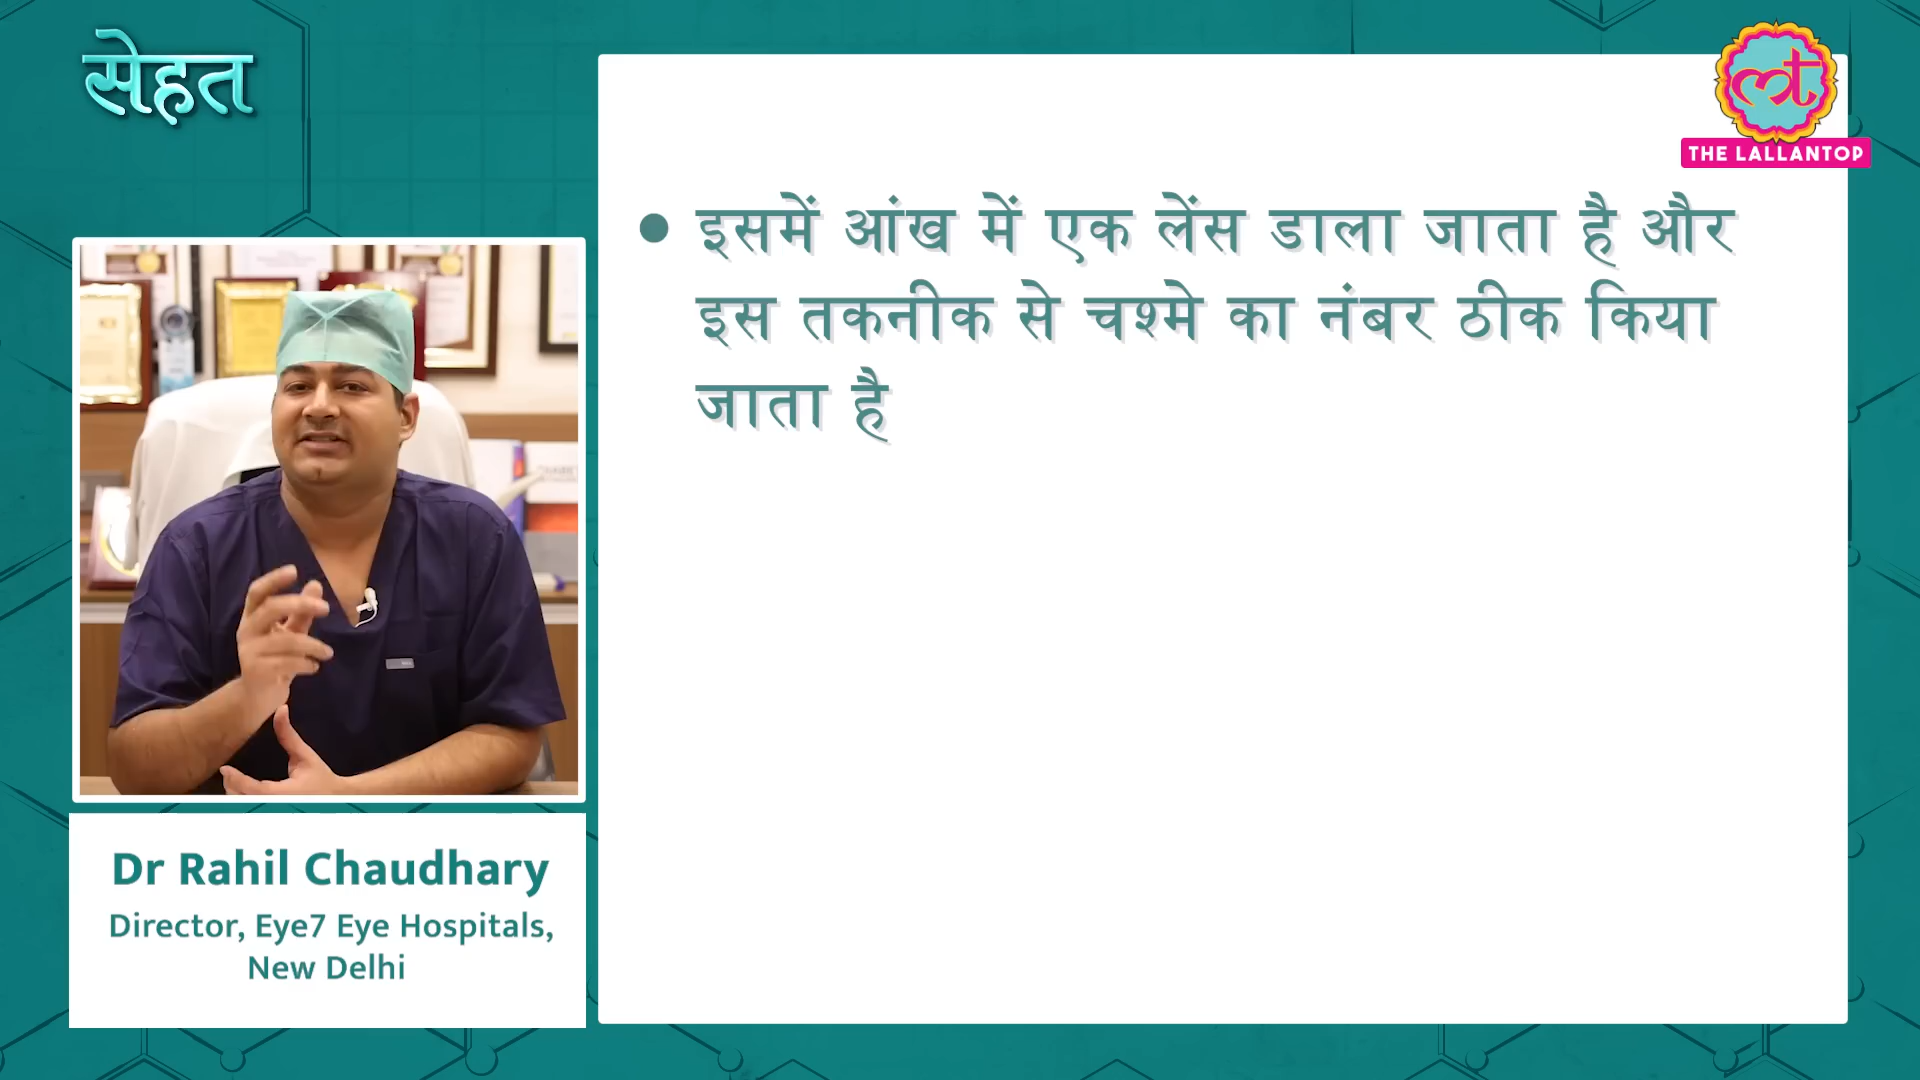 सेहत
THE LALLANTOP
इसमें आंख में एक लेंस डाला जाता है और
इस तकनीक से चश्मे का नंबर ठीक किया
जाता है
Dr Rahil Chaudhary
Director, Eye7 Eye Hospitals,
New Delhi